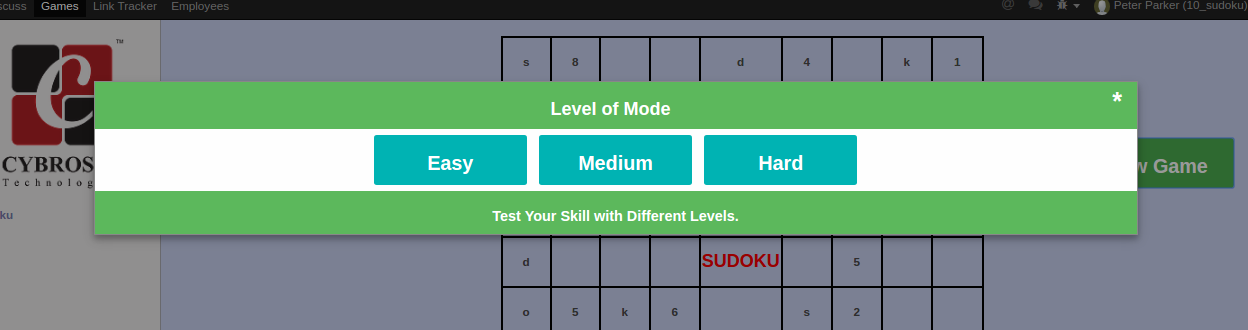 scuss Games Link Tracker Employees @ Peter Parker (10_sudoku)
TM
s 8 d 4 k 1
Level of Mode *
Easy Medium Hard
CYBROS
Technolog
w Game
ku
Test Your Skill with Different Levels.
d SUDOKU 5
o 5 k 6 s 2